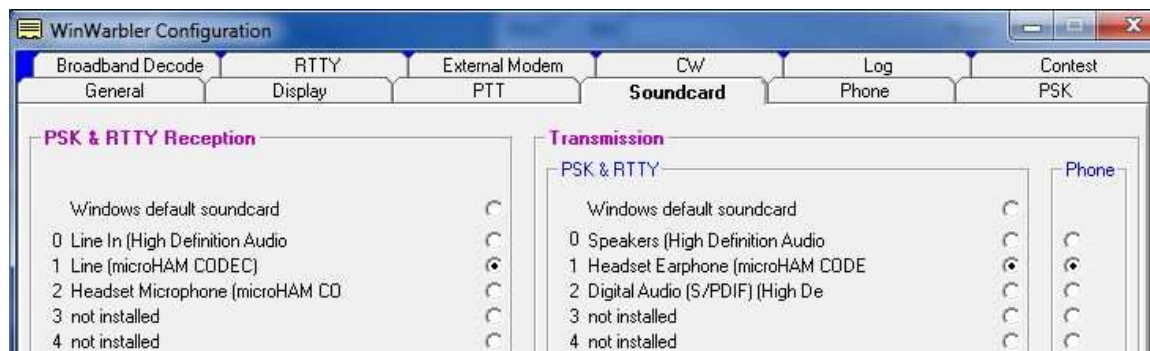 WinWarbler Configuration
Broadband Decode RTTY External Modem CW Log Contest
General Display PTT Soundcard Phone PSK
PSK & RTTY Reception
Windows default soundcard
0 Line In (High Definition Audio
1 Line (microHAM CODEC)
2 Headset Microphone (microHAM CO
3 not installed
4 not installed
Transmission
PSK & RTTY
Phone
Windows default soundcard
0 Speakers (High Definition Audio
1 Headset Earphone (microHAM CODE
2 Digital Audio (S/PDIF) (High De
3 not installed
4 not installed